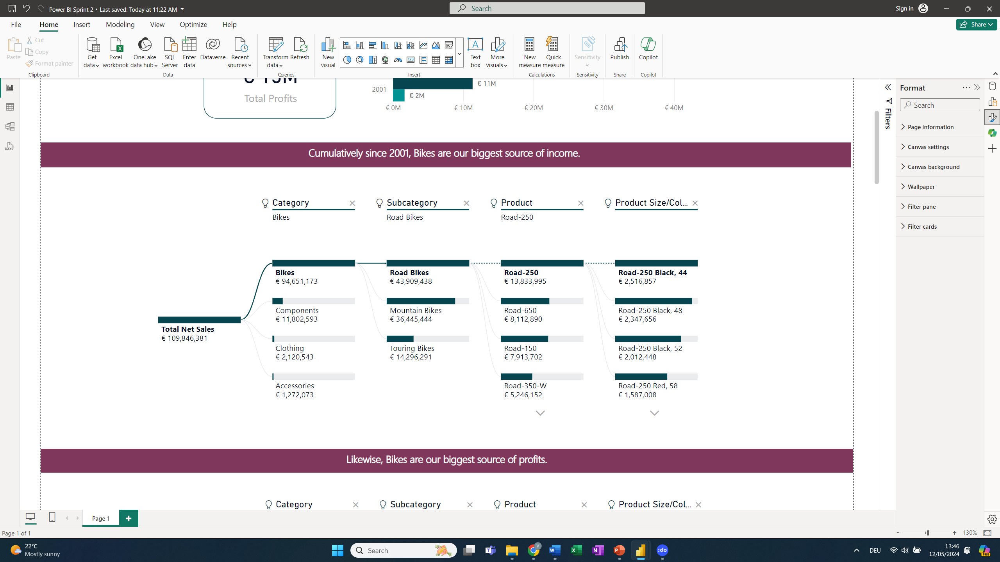 Power BI Sprint 2 • Last saved: Today at 11:22 AM
Search
Sign in
File
Home
Insert
Modeling
View
Optimize
Help
Share
Paste
Cut
Copy
Format painter
Clipboard
Get data
Excel workbook
OneLake data hub
SQL Server
Enter data
Dataverse
Recent sources
Data
Transform data
Refresh
Queries
New visual
123
Insert
A
Text box
More visuals
New measure
Quick measure
Calculations
Sensitivity
Sensitivity
Publish
Share
Copilot
Copilot
DAX
€ 15M
Total Profits
2001
€ 11M
€ 2M
€ 0M
€ 10M
€ 20M
€ 30M
€ 40M
Cumulatively since 2001, Bikes are our biggest source of income.
Category
Subcategory
Product
Product Size/Col...
Bikes
Road Bikes
Road-250
Total Net Sales
€ 109,846,381
Bikes
€ 94,651,173
Components
€ 11,802,593
Clothing
€ 2,120,543
Accessories
€ 1,272,073
Road Bikes
€ 43,909,438
Mountain Bikes
€ 36,445,444
Touring Bikes
€ 14,296,291
Road-250
€ 13,833,995
Road-650
€ 8,112,890
Road-150
€ 7,913,702
Road-350-W
€ 5,246,152
Road-250 Black, 44
€ 2,516,857
Road-250 Black, 48
€ 2,347,656
Road-250 Black, 52
€ 2,012,448
Road-250 Red, 58
€ 1,587,008
Likewise, Bikes are our biggest source of profits.
Category
Subcategory
Product
Product Size/Col...
Filters
Format
Search
Page information
Canvas settings
Canvas background
Wallpaper
Filter pane
Filter cards
Page 1
Page 1 of 1
130%
22°C
Mostly sunny
Search
V
W
X
N
P
:do
DEU
13:46
12/05/2024
PRE